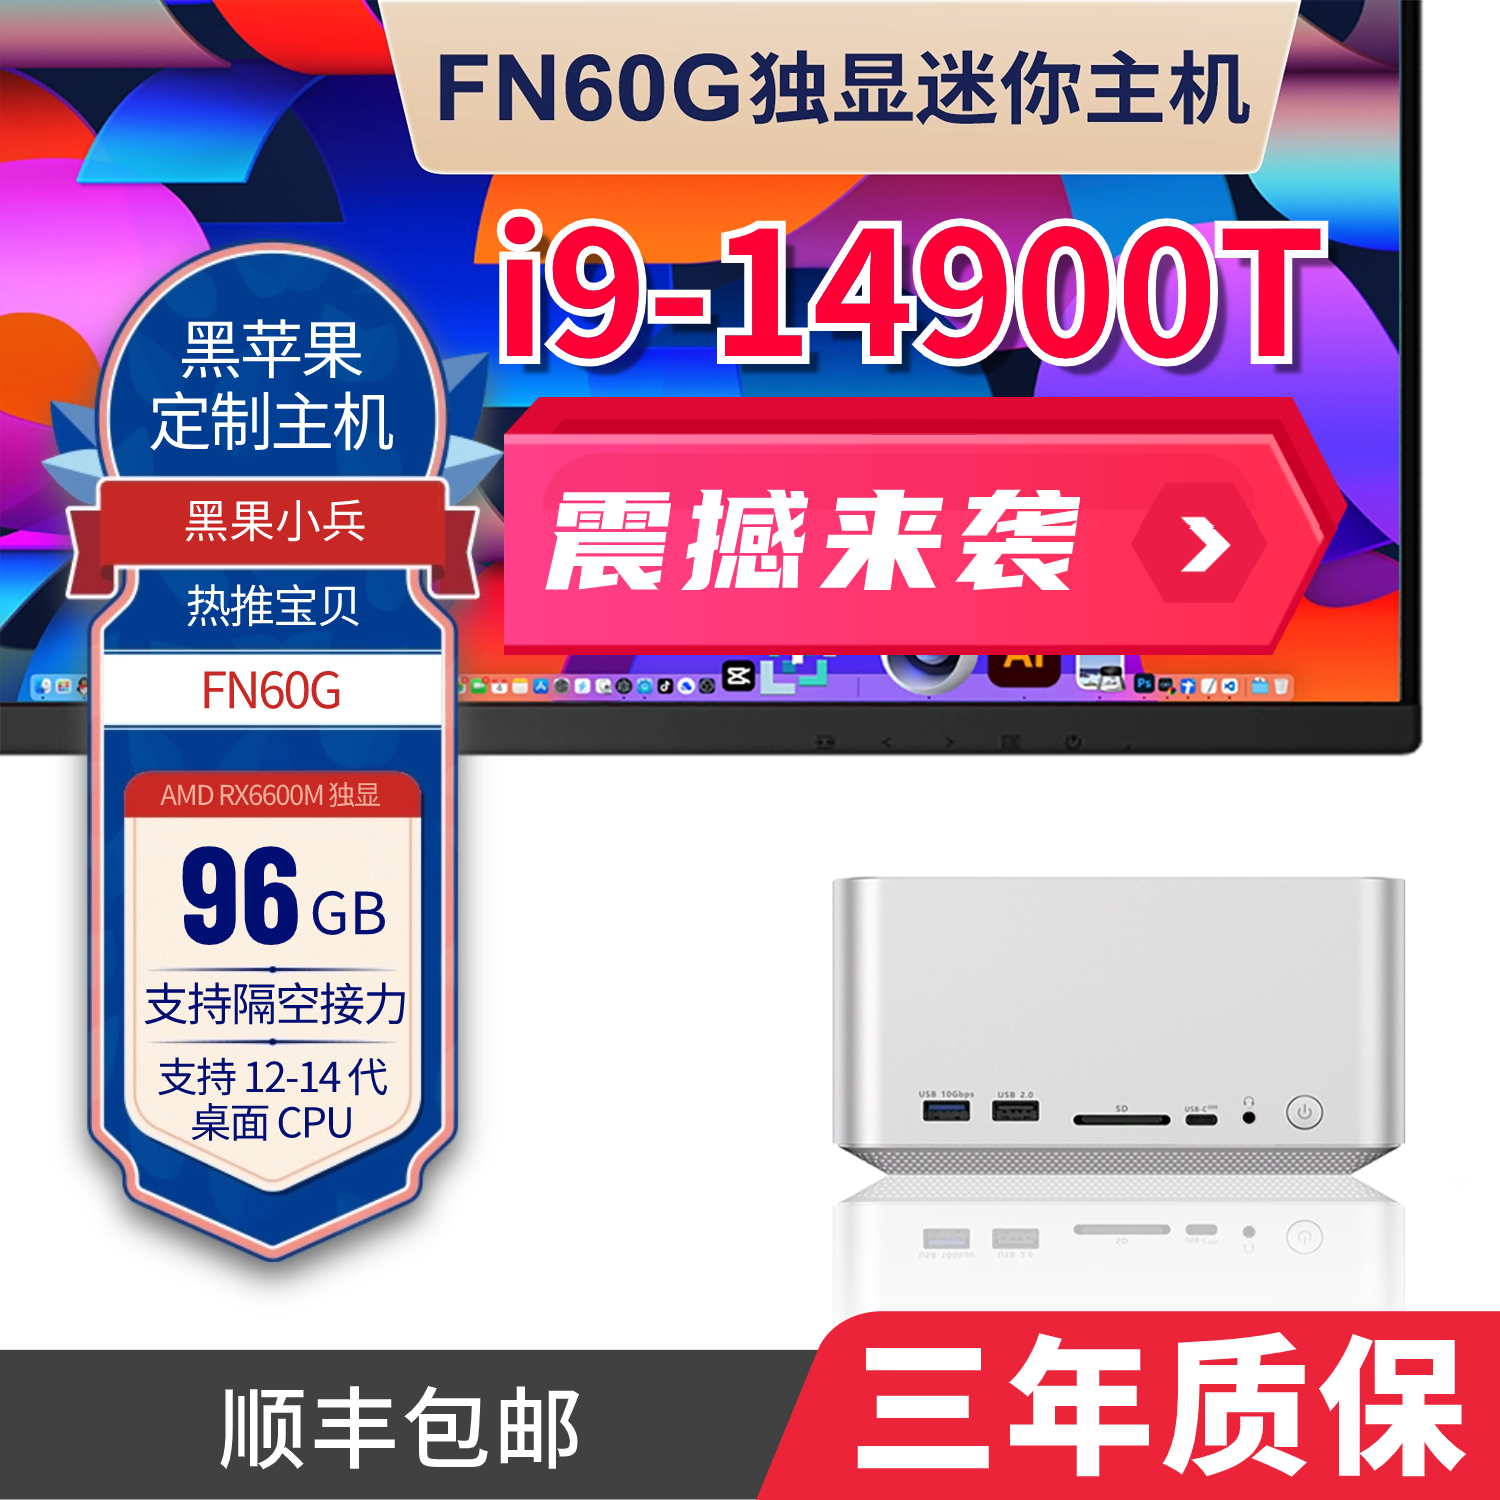 FN60G独显迷你主机
i9-14900T
震撼来袭
黑苹果
定制主机
黑果小兵
热推宝贝
FN60G
AMD RX6600M 独显
96 GB
支持隔空接力
支持 12-14 代
桌面 CPU
USB 10Gbps
USB 2.0
SD
USB-C
Ai
Ps
顺丰包邮
三年质保